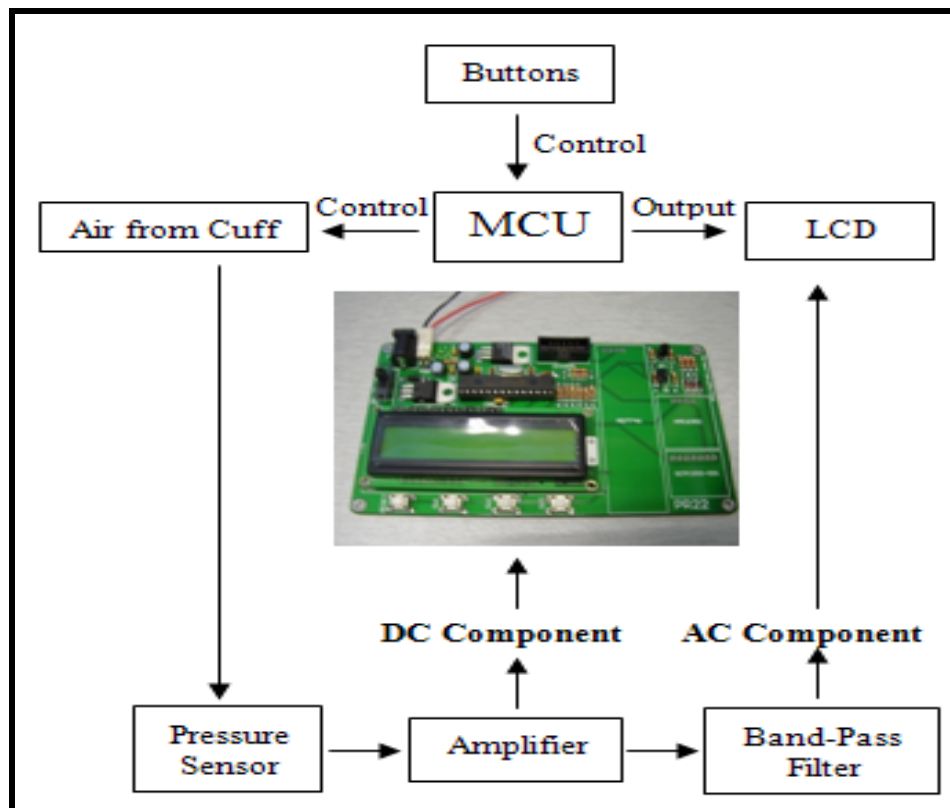 Buttons
Control
Control
Output
Air from Cuff
MCU
LCD
PR22
DC Component
AC Component
Pressure
Sensor
Amplifier
Band-Pass
Filter